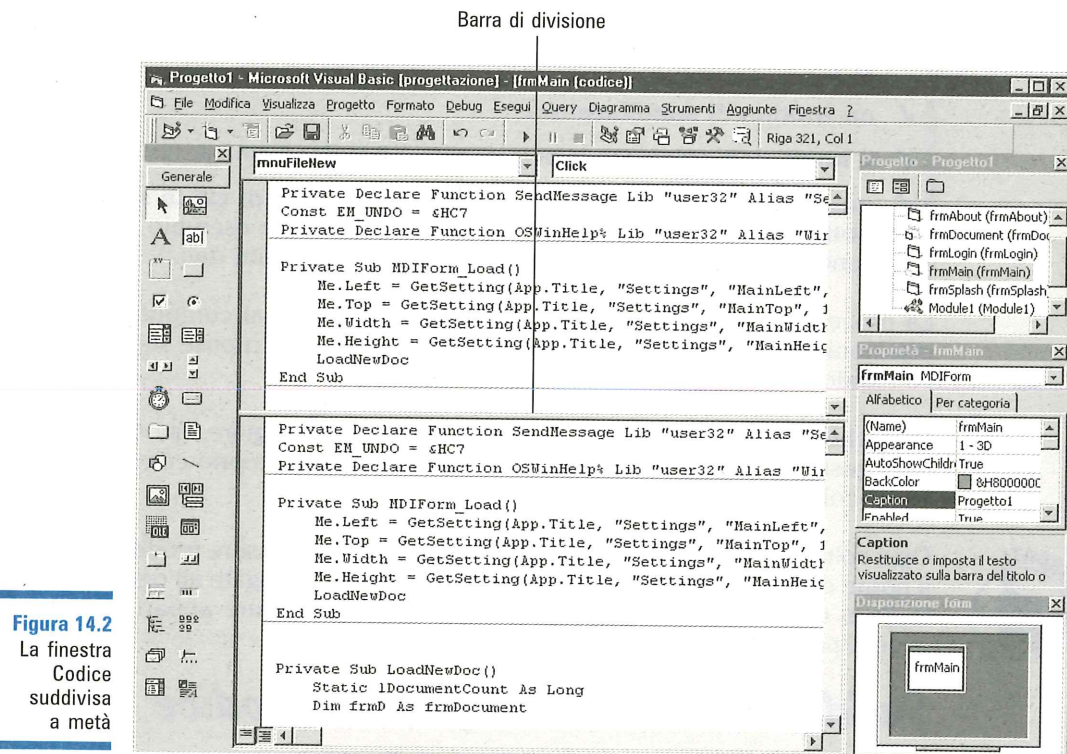 Barra di divisione
Progetto1 - Microsoft Visual Basic [progettazione] - [frmMain (codice)]
File Modifica Visualizza Progetto Formato Debug Esegui Query Diagramma Strumenti Aggiunte Finestra ?
Riga 321, Col 1
Generale
mnuFileNew
Click
Private Declare Function SendMessage Lib "user32" Alias "Se
Const EM_UNDO = &HC7
Private Declare Function OSWinHelp% Lib "user32" Alias "Win
Private Sub MDIForm_Load()
Me.Left = GetSetting(App.Title, "Settings", "MainLeft",
Me.Top = GetSetting(App.Title, "Settings", "MainTop", 1
Me.Width = GetSetting(App.Title, "Settings", "MainWidth
Me.Height = GetSetting(App.Title, "Settings", "MainHeig
LoadNewDoc
End Sub
Private Declare Function SendMessage Lib "user32" Alias "Se
Const EM_UNDO = &HC7
Private Declare Function OSWinHelp% Lib "user32" Alias "Win
Private Sub MDIForm_Load()
Me.Left = GetSetting(App.Title, "Settings", "MainLeft",
Me.Top = GetSetting(App.Title, "Settings", "MainTop", 1
Me.Width = GetSetting(App.Title, "Settings", "MainWidth
Me.Height = GetSetting(App.Title, "Settings", "MainHeig
LoadNewDoc
End Sub
Private Sub LoadNewDoc()
Static lDocumentCount As Long
Dim frmD As frmDocument
Progetto - Progetto1
frmAbout (frmAbout)
frmDocument (frmDoc
frmLogin (frmLogin)
frmMain (frmMain)
frmSplash (frmSplash
Module1 (Module1)
Proprietà - frmMain
frmMain MDIForm
Alfabetico Per categoria
(Name) frmMain
Appearance 1 - 3D
AutoShowChildr True
BackColor &H8000000
Caption Progetto1
Enabled True
Caption
Restituisce o imposta il testo
visualizzato sulla barra del titolo o
Disposizione form
frmMain
Figura 14.2
La finestra
Codice
suddivisa
a metà